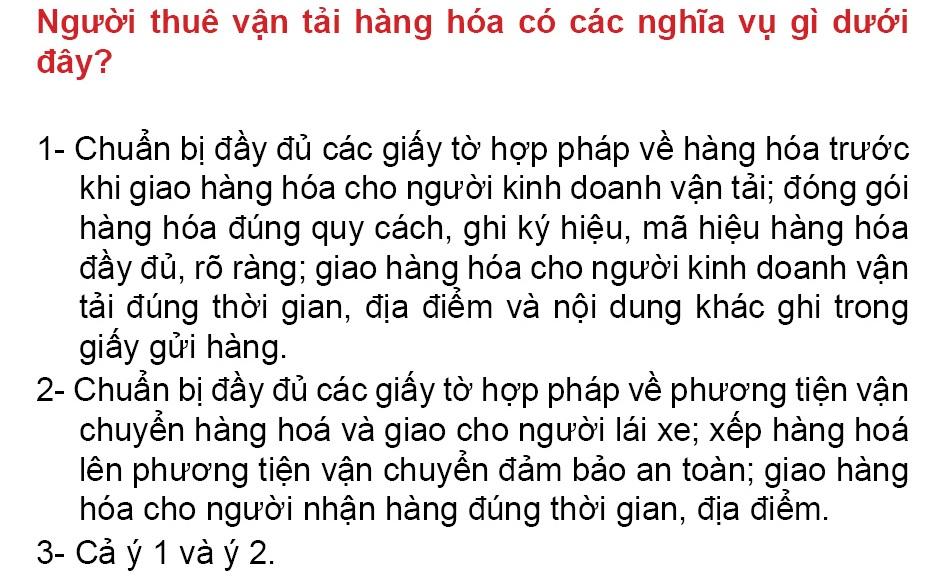 Người thuê vận tải hàng hóa có các nghĩa vụ gì dưới
đây?
1- Chuẩn bị đầy đủ các giấy tờ hợp pháp về hàng hóa trước
khi giao hàng hóa cho người kinh doanh vận tải; đóng gói
hàng hóa đúng quy cách, ghi ký hiệu, mã hiệu hàng hóa
đầy đủ, rõ ràng; giao hàng hóa cho người kinh doanh vận
tải đúng thời gian, địa điểm và nội dung khác ghi trong
giấy gửi hàng.
2- Chuẩn bị đầy đủ các giấy tờ hợp pháp về phương tiện vận
chuyển hàng hoá và giao cho người lái xe; xếp hàng hoá
lên phương tiện vận chuyển đảm bảo an toàn; giao hàng
hóa cho người nhận hàng đúng thời gian, địa điểm.
3- Cả ý 1 và ý 2.